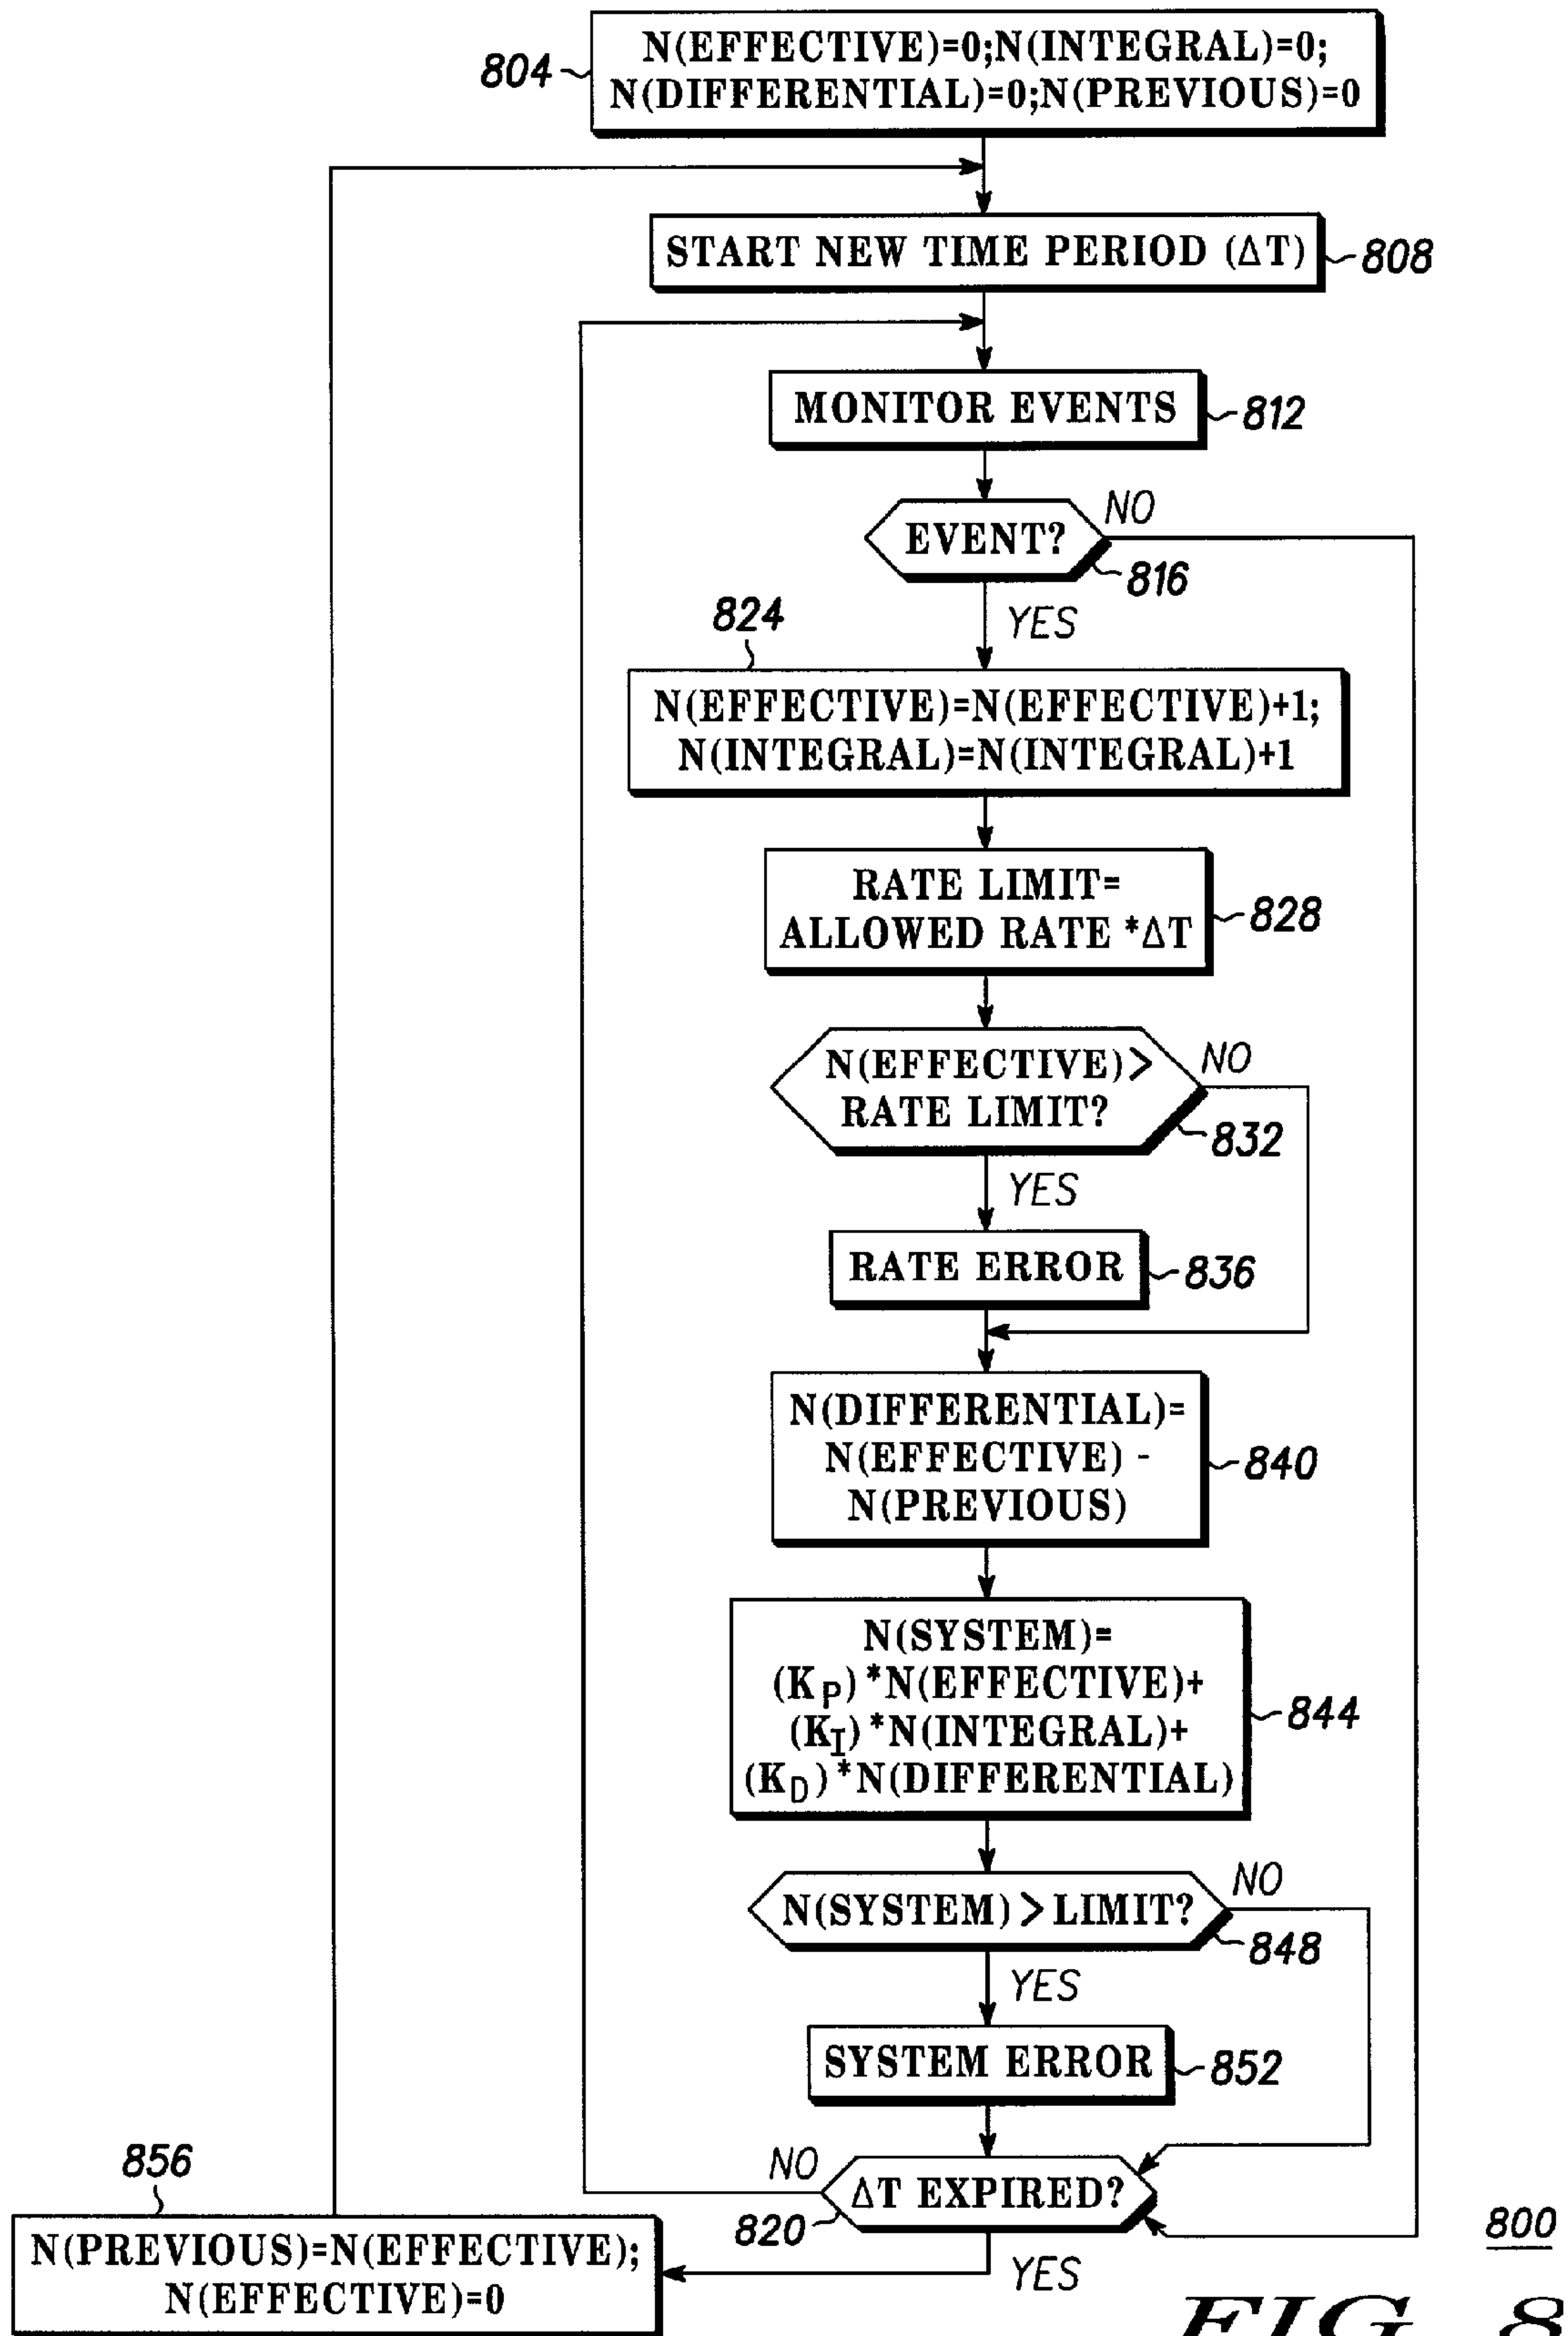 804
N(EFFECTIVE)=0;N(INTEGRAL)=0;
N(DIFFERENTIAL)=0;N(PREVIOUS)=0
START NEW TIME PERIOD (ΔT)
808
MONITOR EVENTS
812
EVENT?
NO
816
YES
824
N(EFFECTIVE)=N(EFFECTIVE)+1;
N(INTEGRAL)=N(INTEGRAL)+1
RATE LIMIT=
ALLOWED RATE *ΔT
828
N(EFFECTIVE)>
RATE LIMIT?
NO
832
YES
RATE ERROR
836
N(DIFFERENTIAL)=
N(EFFECTIVE) -
N(PREVIOUS)
840
N(SYSTEM)=
(KP)*N(EFFECTIVE)+
(KI)*N(INTEGRAL)+
(KD)*N(DIFFERENTIAL)
844
N(SYSTEM)>LIMIT?
NO
848
YES
SYSTEM ERROR
852
NO
ΔT EXPIRED?
820
YES
856
N(PREVIOUS)=N(EFFECTIVE);
N(EFFECTIVE)=0
800
FIG. 8